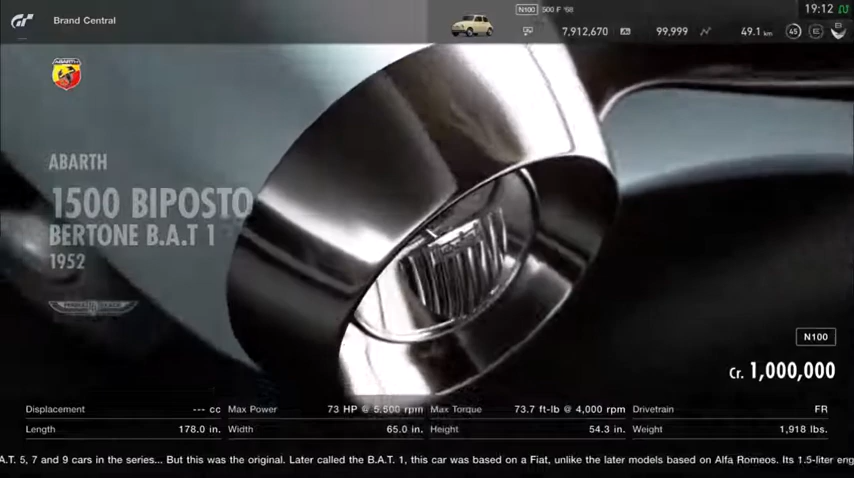 Brand Central
N100 500 F '58
19:12
7,912,670 99,999 49.1 km 45 E
ABARTH
ABARTH
1500 BIPOSTO
BERTONE B.A.T 1
1952
N100
Cr. 1,000,000
Displacement --- cc Max Power 73 HP @ 5,500 rpm Max Torque 73.7 ft-lb @ 4,000 rpm Drivetrain FR
Length 178.0 in. Width 65.0 in. Height 54.3 in. Weight 1,918 lbs.
A.T. 5, 7 and 9 cars in the series... But this was the original. Later called the B.A.T. 1, this car was based on a Fiat, unlike the later models based on Alfa Romeos. Its 1.5-liter eng